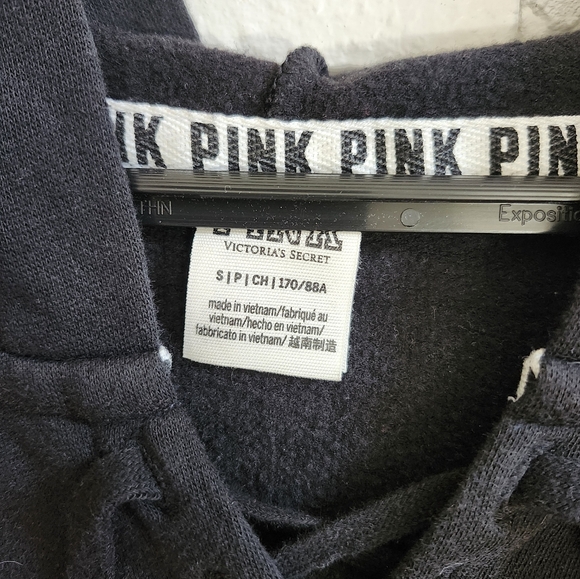 PINK PINK PIN
FHN
Expositi
PINK
VICTORIA'S SECRET
S|P|CH|170/88A
made in vietnam/fabriqué au
vietnam/hecho en vietnam/
fabbricato in vietnam/ 越南制造